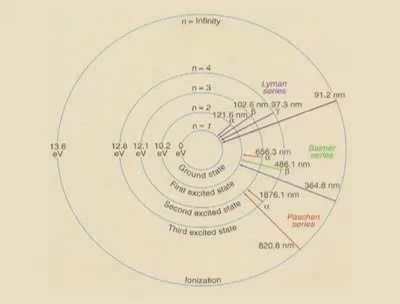 n = Infinity
n = 4
n = 3
n = 2
n = 1
Lyman
series
91.2 nm
102.6 nm
97.3 nm
121.6 nm
α
β
γ
13.6
eV
12.8
eV
12.1
eV
10.2
eV
0
eV
656.3 nm
α
486.1 nm
β
Balmer
series
364.8 nm
Ground state
First excited state
Second excited state
Third excited state
1876.1 nm
α
Paschen
series
820.8 nm
Ionization